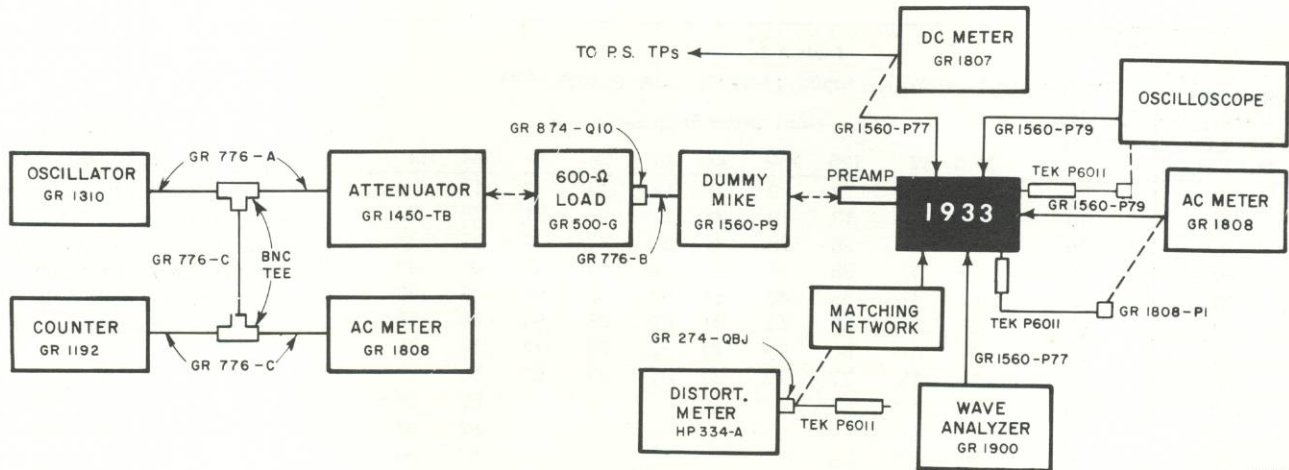 TO P.S. TPs
DC METER
GR 1807
OSCILLOSCOPE
GR 874-Q10
GR 1560-P77
GR 1560-P79
OSCILLATOR
GR 1310
GR 776-A
ATTENUATOR
GR 1450-TB
600-Ω
LOAD
GR 500-G
DUMMY
MIKE
GR 1560-P9
PREAMP
1933
TEK P6011
GR 1560-P79
AC METER
GR 1808
GR 776-B
GR 776-C
BNC
TEE
COUNTER
GR 1192
GR 776-C
AC METER
GR 1808
MATCHING
NETWORK
TEK P6011
GR 1808-P1
GR 274-QBJ
GR 1560-P77
DISTORT.
METER
HP 334-A
TEK P6011
WAVE
ANALYZER
GR 1900